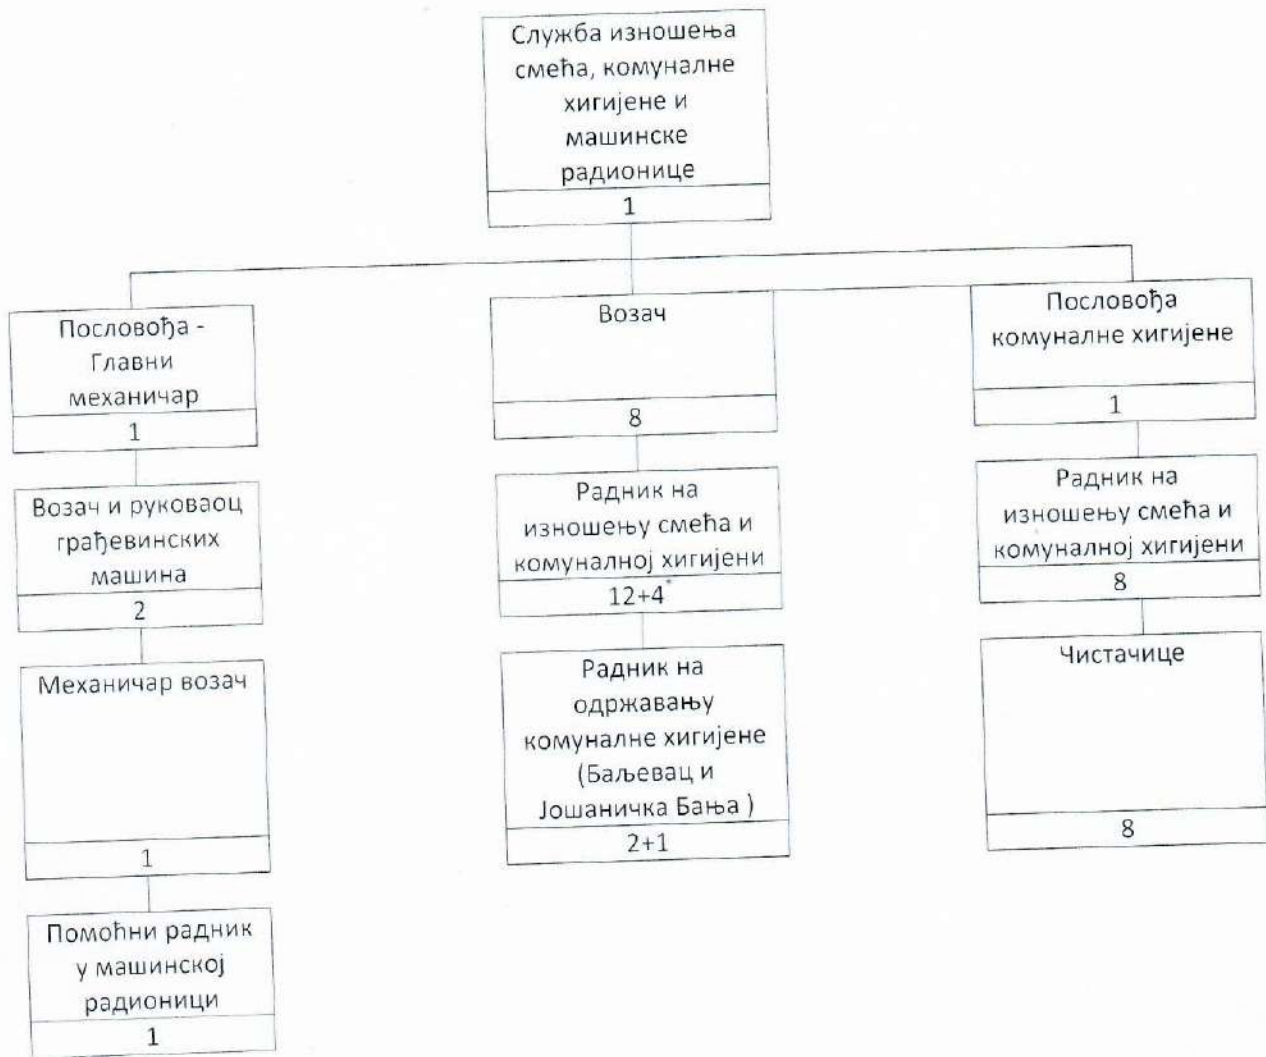 Служба изношења
смећа, комуналне
хигијене и
машинске
радионице
1
Пословођа -
Главни
механичар
1
Возач и руковаоц
грађевинских
машина
2
Механичар возач
1
Помоћни радник
у машинској
радионици
1
Возач
8
Радник на
изношењу смећа и
комуналној хигијени
12+4*
Радник на
одржавању
комуналне хигијене
(Баљевац и
Јошаничка Бања )
2+1
Пословођа
комуналне хигијене
1
Радник на
изношењу смећа и
комуналној хигијени
8
Чистачице
8